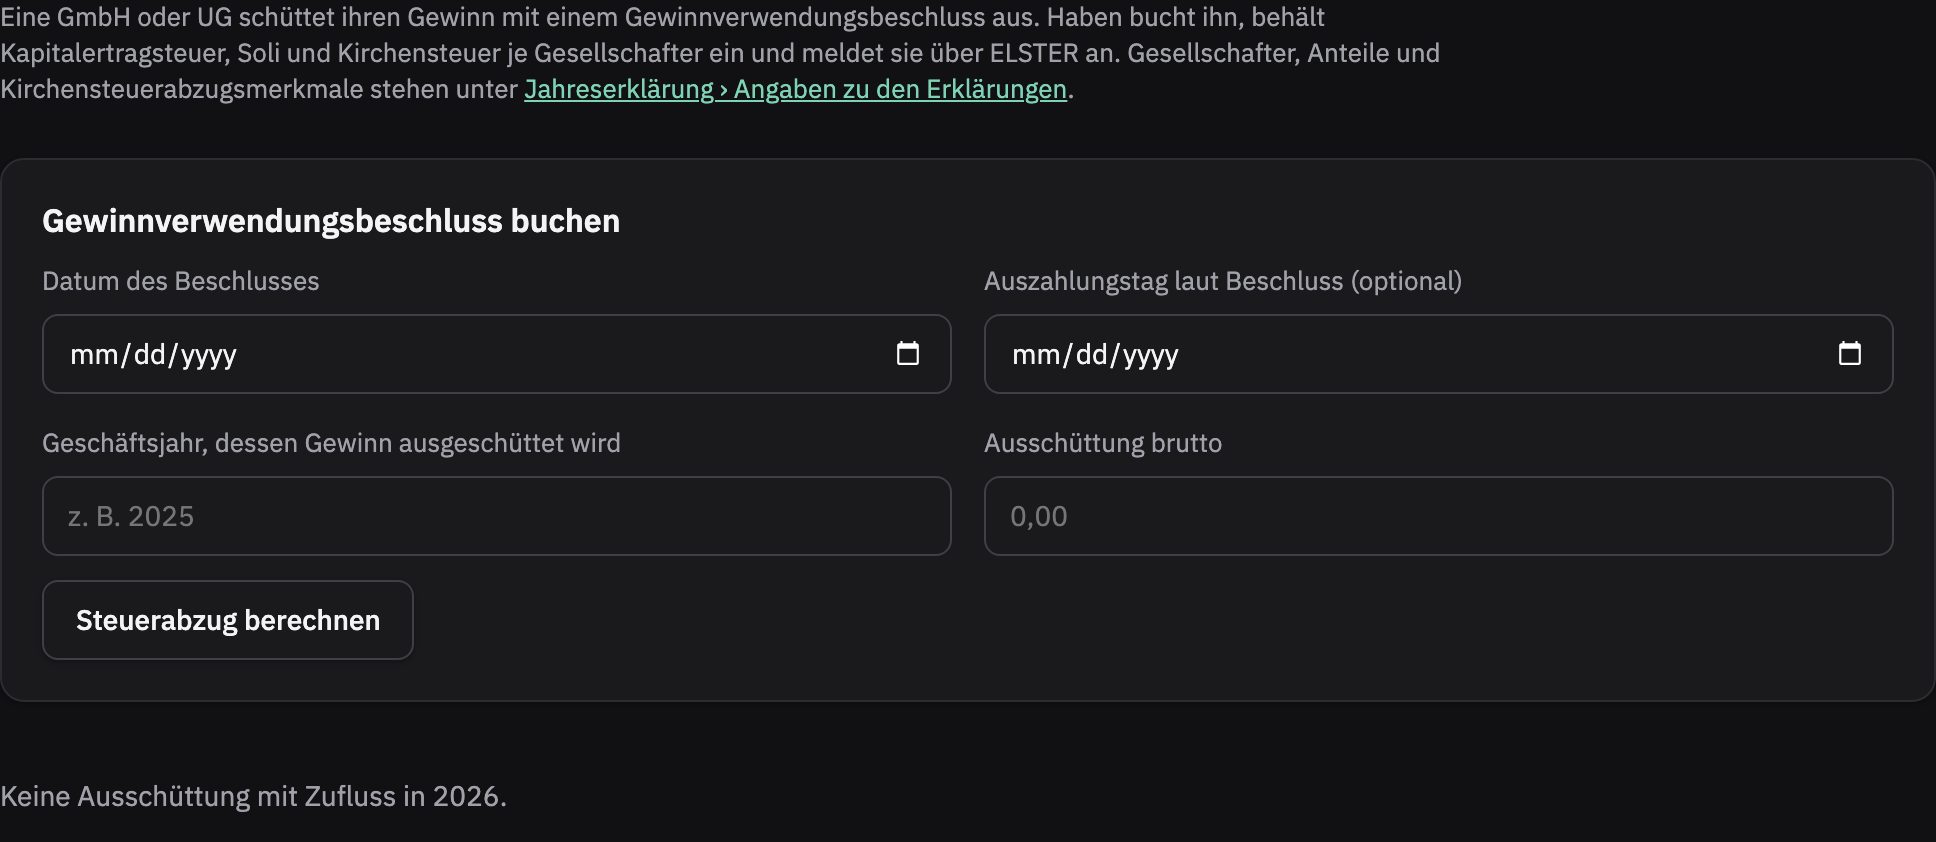 Eine GmbH oder UG schüttet ihren Gewinn mit einem Gewinnverwendungsbeschluss aus. Haben bucht ihn, behält
Kapitalertragsteuer, Soli und Kirchensteuer je Gesellschafter ein und meldet sie über ELSTER an. Gesellschafter, Anteile und
Kirchensteuerabzugsmerkmale stehen unter Jahreserklärung › Angaben zu den Erklärungen.
Gewinnverwendungsbeschluss buchen
Datum des Beschlusses
Auszahlungstag laut Beschluss (optional)
mm/dd/yyyy
mm/dd/yyyy
Geschäftsjahr, dessen Gewinn ausgeschüttet wird
Ausschüttung brutto
z. B. 2025
0,00
Steuerabzug berechnen
Keine Ausschüttung mit Zufluss in 2026.